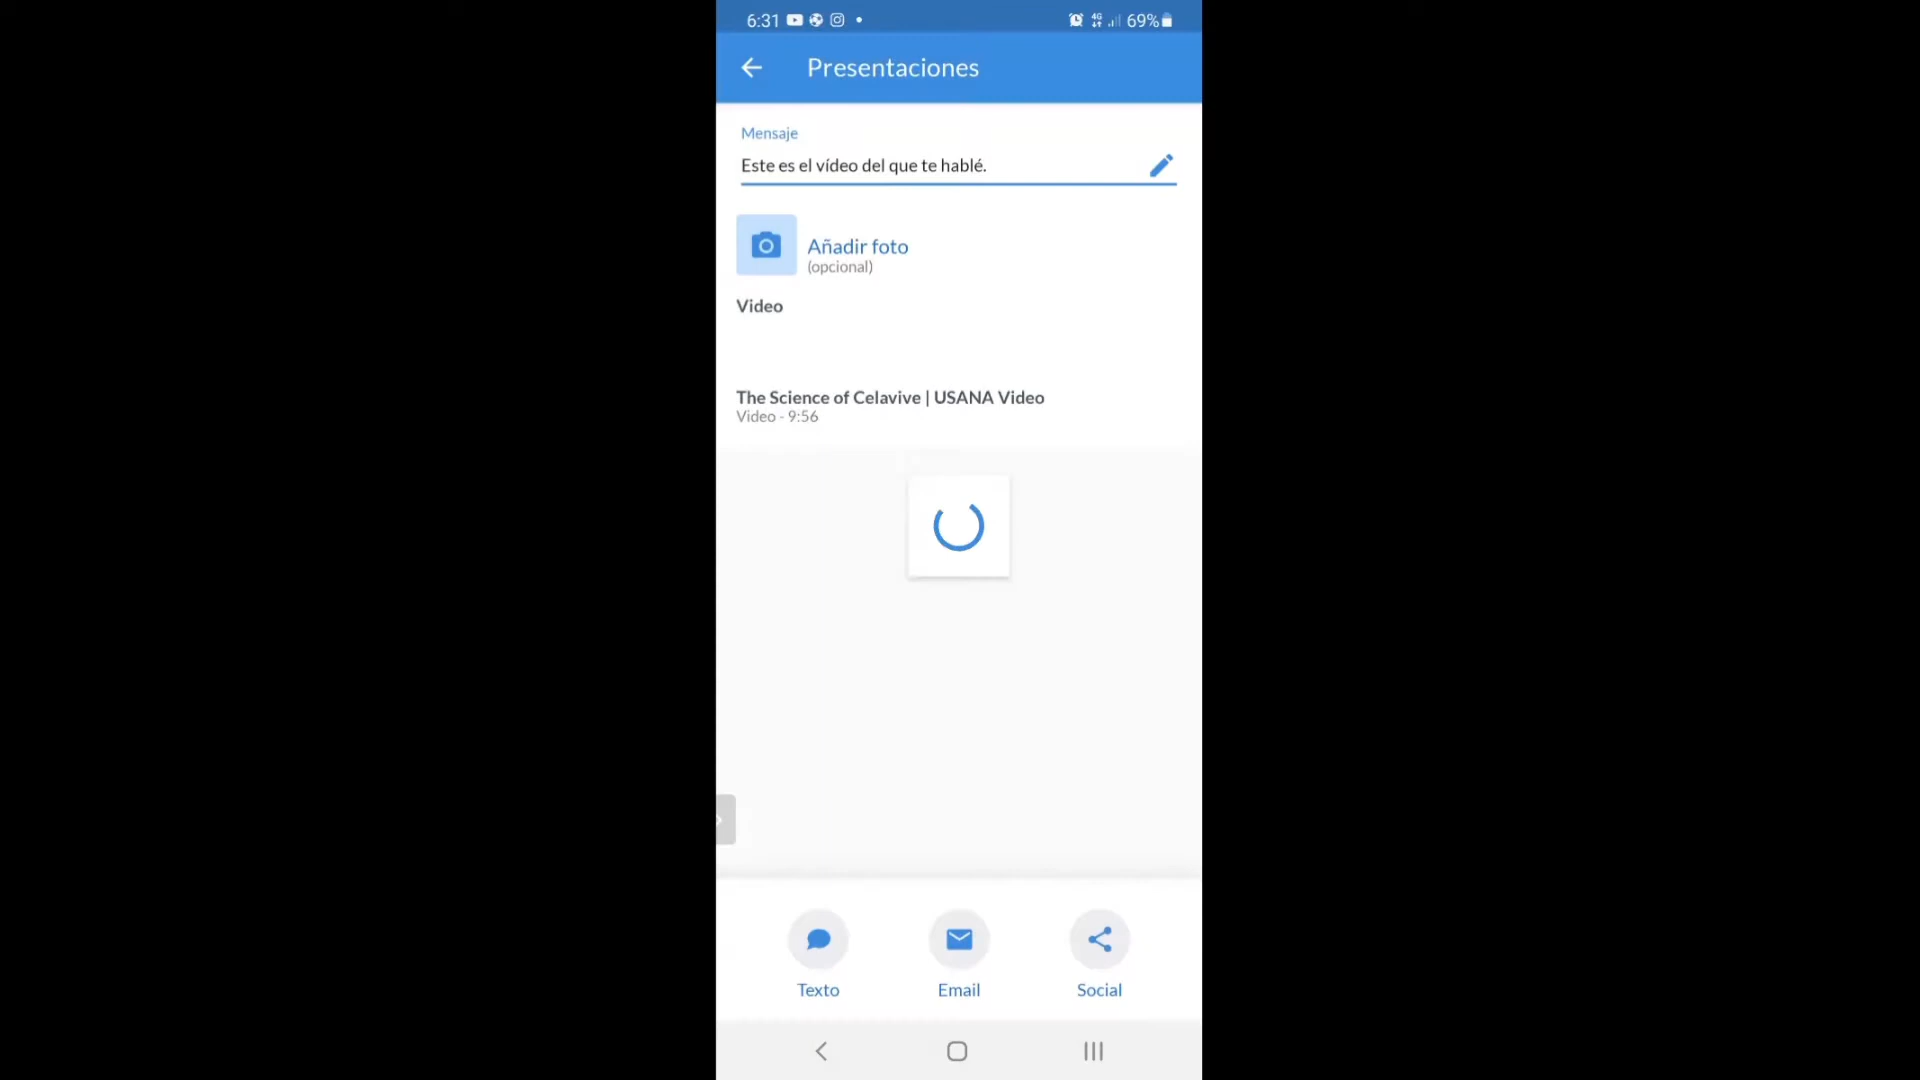 6:31 4G 69%
Presentaciones
Mensaje
Este es el vídeo del que te hablé.
Añadir foto
(opcional)
Video
The Science of Celavive | USANA Video
Video - 9:56
Texto Email Social